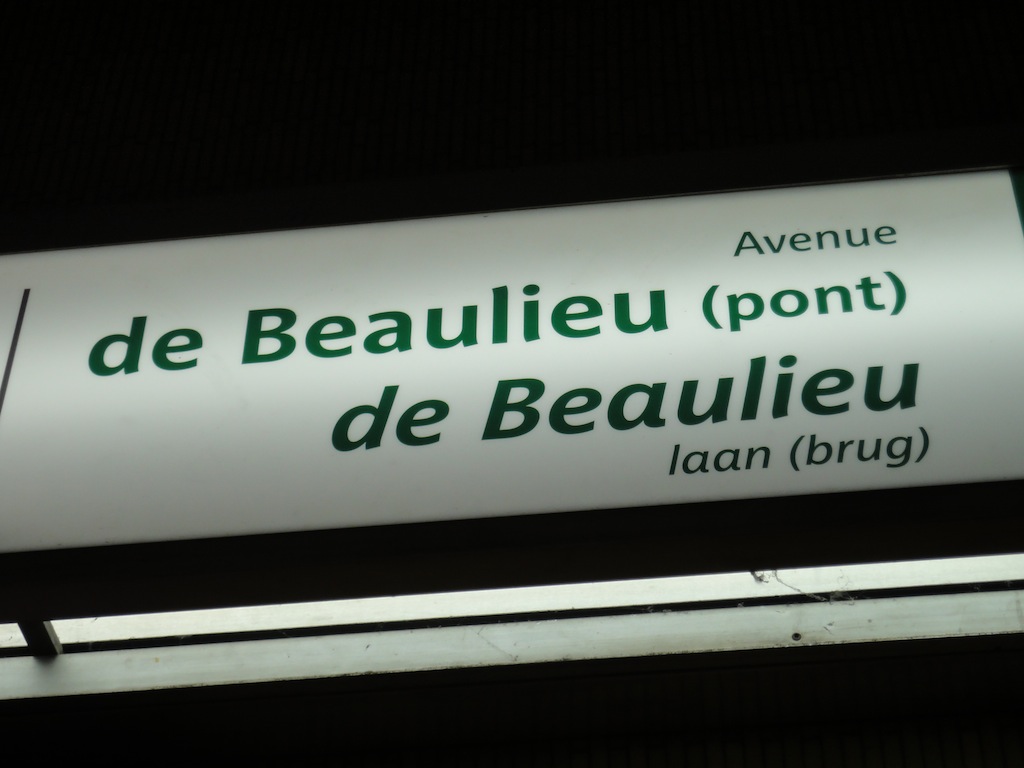 Avenue
de Beaulieu (pont)
de Beaulieu
laan (brug)